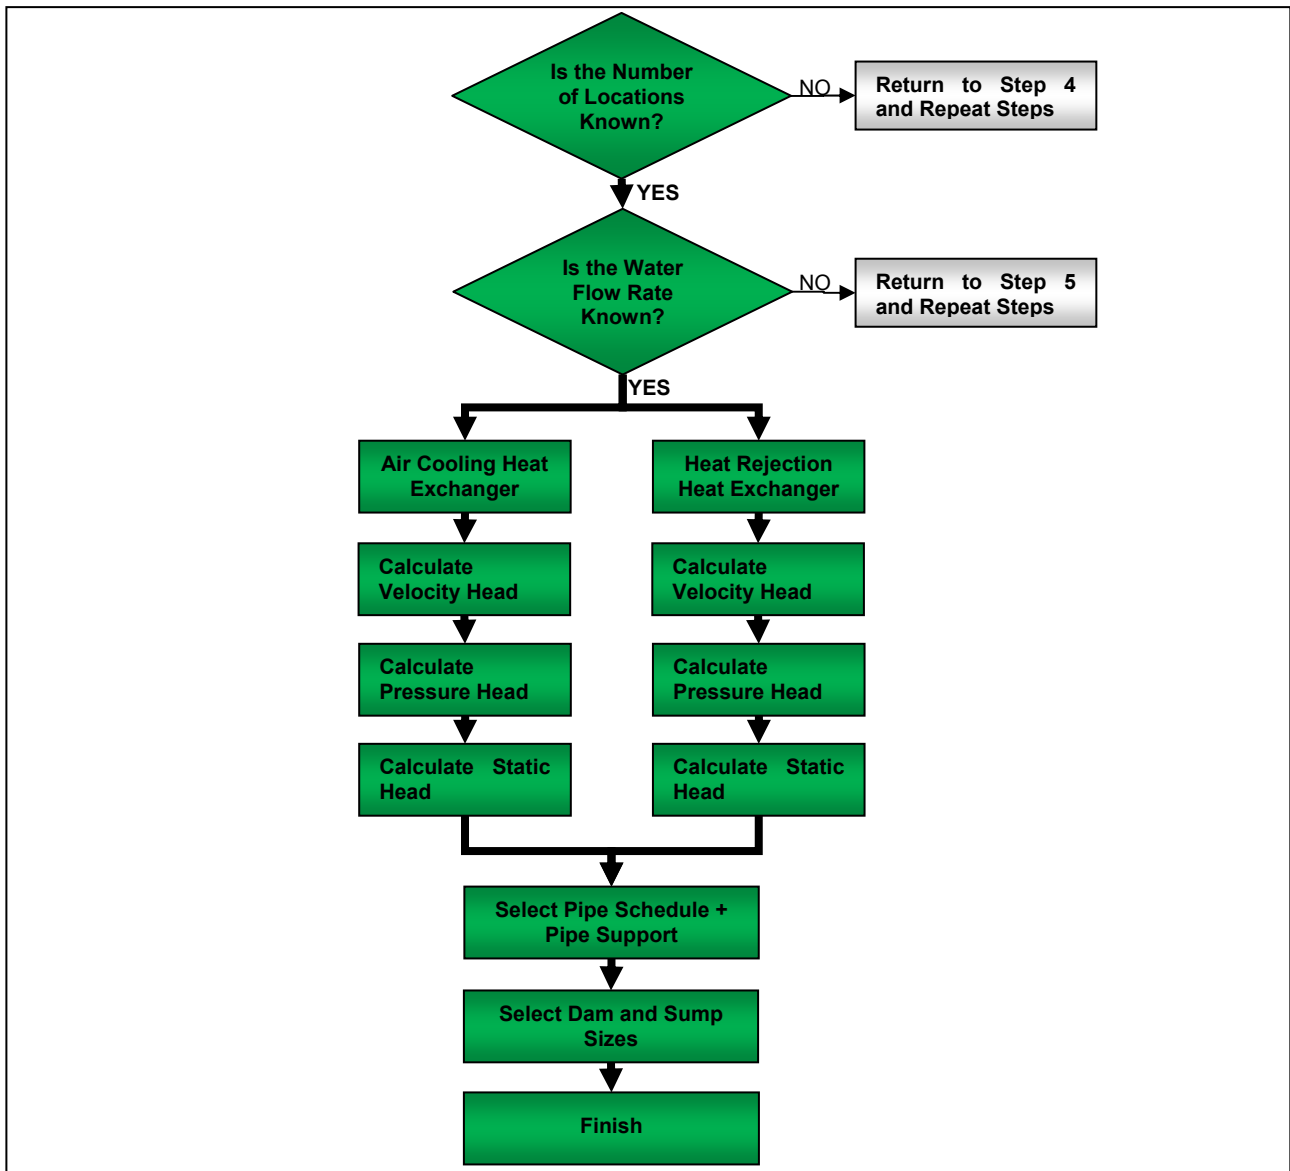 Is the Number
of Locations
Known?
NO
Return to Step 4
and Repeat Steps
YES
Is the Water
Flow Rate
Known?
NO
Return to Step 5
and Repeat Steps
YES
Air Cooling Heat
Exchanger
Heat Rejection
Heat Exchanger
Calculate
Velocity Head
Calculate
Velocity Head
Calculate
Pressure Head
Calculate
Pressure Head
Calculate Static
Head
Calculate Static
Head
Select Pipe Schedule +
Pipe Support
Select Dam and Sump
Sizes
Finish